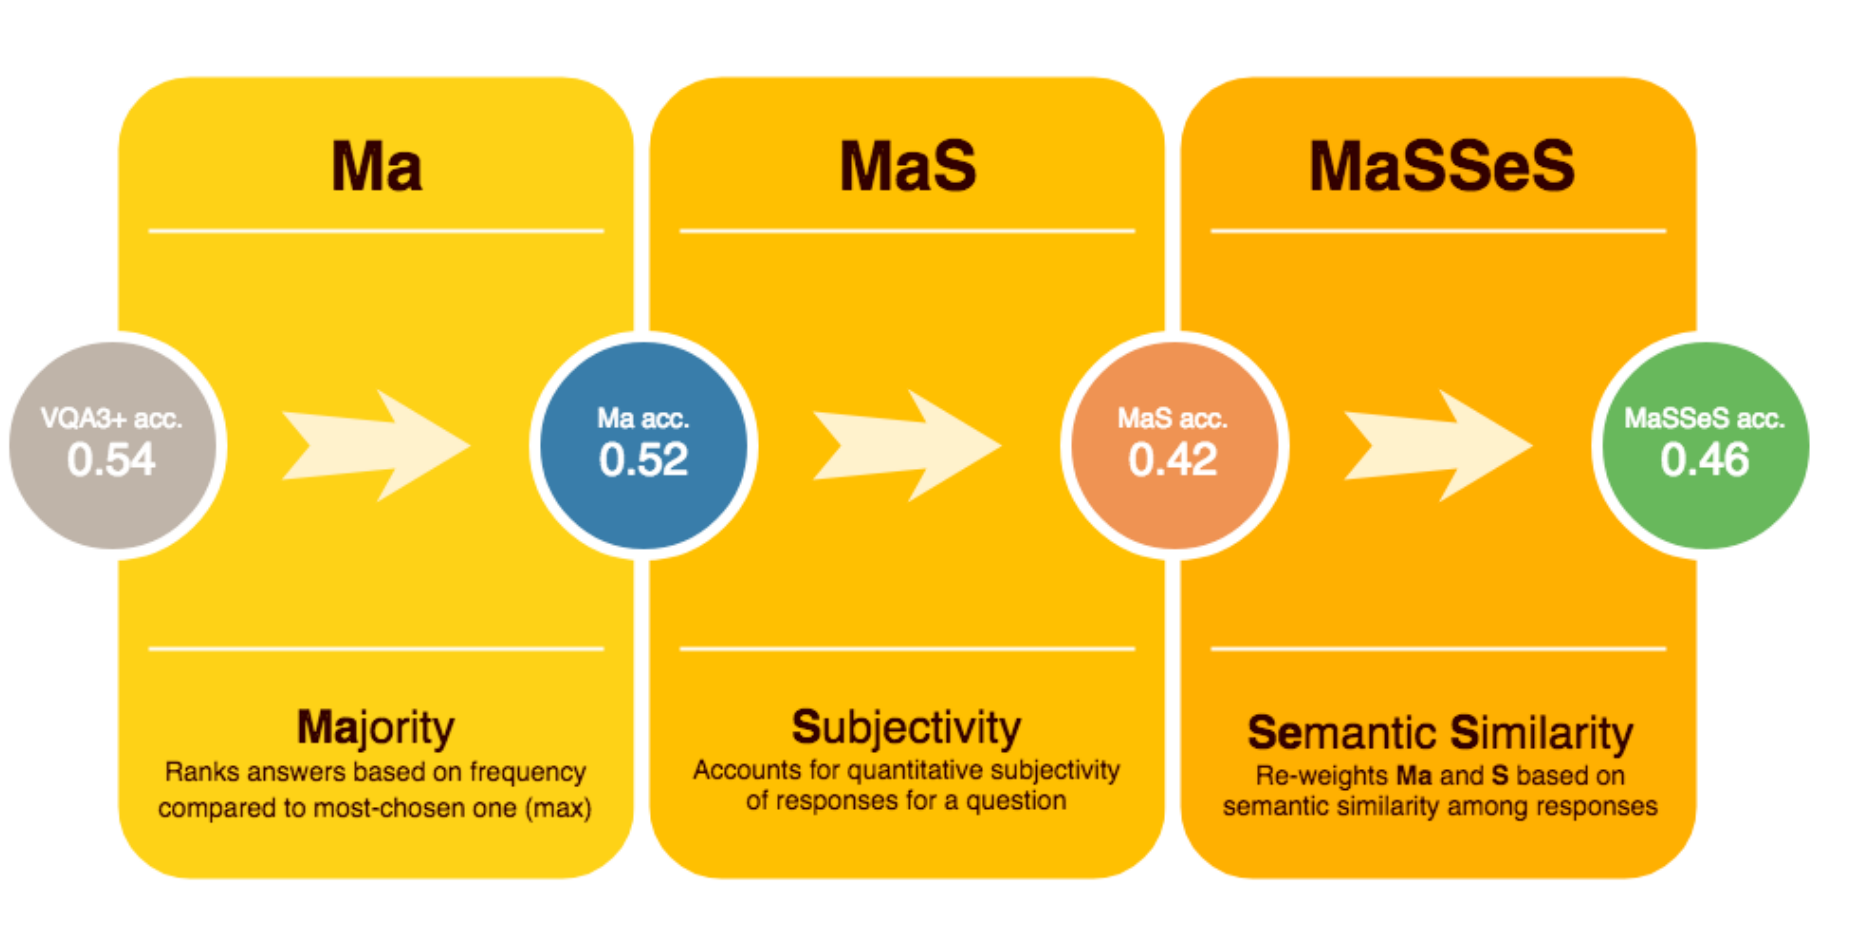 Ma
MaS
MaSSeS
VQA3+ acc.
0.54
Ma acc.
0.52
MaS acc.
0.42
MaSSeS acc.
0.46
Majority
Ranks answers based on frequency
compared to most-chosen one (max)
Subjectivity
Accounts for quantitative subjectivity
of responses for a question
Semantic Similarity
Re-weights Ma and S based on
semantic similarity among responses